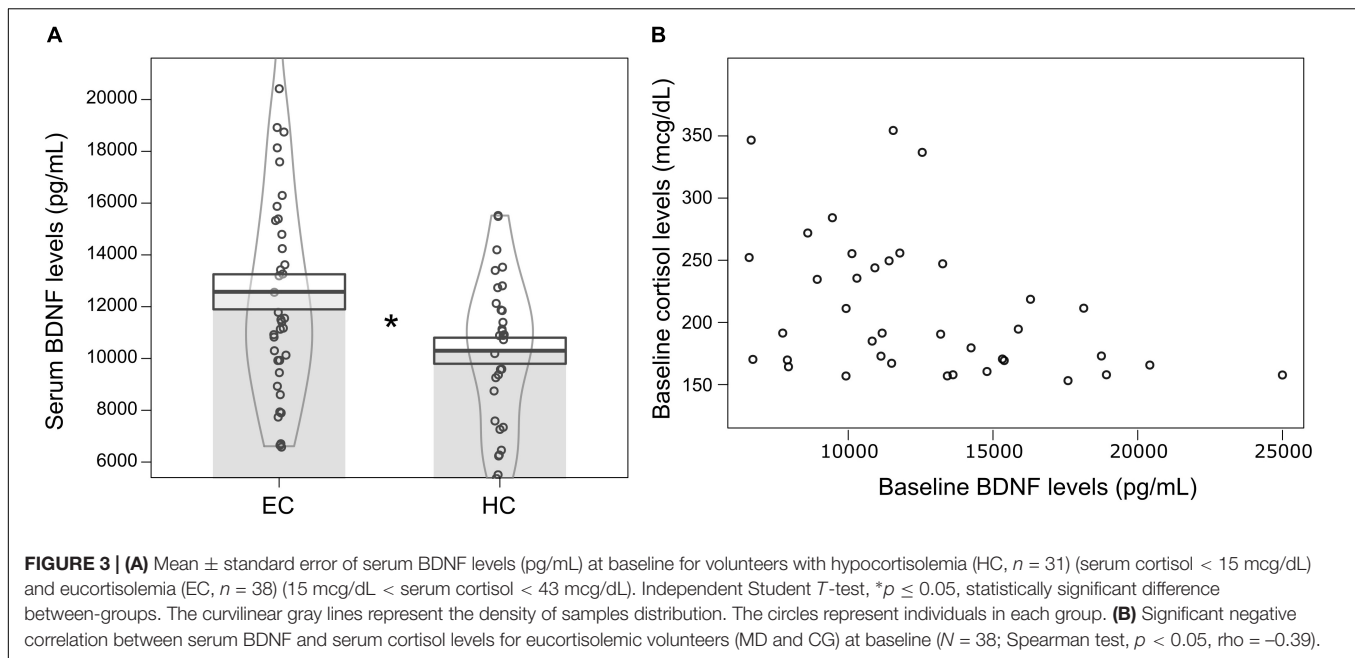 A
Serum BDNF levels (pg/mL)
20000
18000
16000
14000
12000
10000
8000
6000
*
EC
HC
B
Baseline cortisol levels (mcg/dL)
350
300
250
200
150
10000
15000
20000
25000
Baseline BDNF levels (pg/mL)
FIGURE 3 | (A) Mean ± standard error of serum BDNF levels (pg/mL) at baseline for volunteers with hypocortisolemia (HC, n = 31) (serum cortisol < 15 mcg/dL)
and eucortisolemia (EC, n = 38) (15 mcg/dL < serum cortisol < 43 mcg/dL). Independent Student T-test, *p ≤ 0.05, statistically significant difference
between-groups. The curvilinear gray lines represent the density of samples distribution. The circles represent individuals in each group. (B) Significant negative
correlation between serum BDNF and serum cortisol levels for eucortisolemic volunteers (MD and CG) at baseline (N = 38; Spearman test, p < 0.05, rho = –0.39).